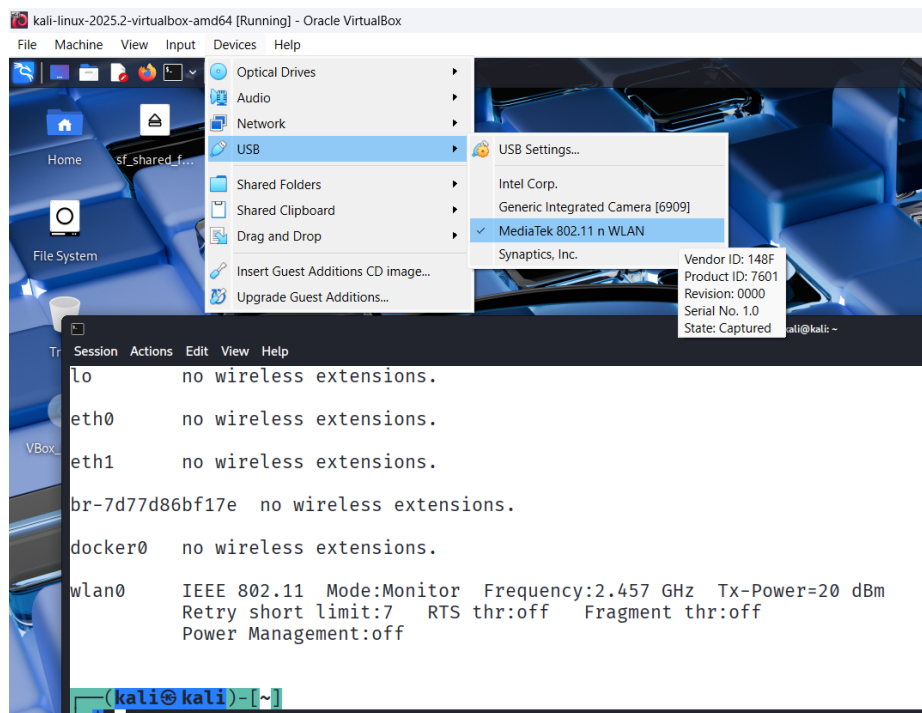 kali-linux-2025.2-virtualbox-amd64 [Running] - Oracle VirtualBox
File Machine View Input Devices Help
Optical Drives
Audio
Network
USB
Shared Folders
Shared Clipboard
Drag and Drop
Insert Guest Additions CD image...
Upgrade Guest Additions...
USB Settings...
Intel Corp.
Generic Integrated Camera [6909]
MediaTek 802.11 n WLAN
Synaptics, Inc.
Vendor ID: 148F
Product ID: 7601
Revision: 0000
Serial No. 1.0
State: Captured
Home
sf_shared_f...
File System
Tr
VBox_
kali@kali: ~
Session Actions Edit View Help
lo no wireless extensions.
eth0 no wireless extensions.
eth1 no wireless extensions.
br-7d77d86bf17e no wireless extensions.
docker0 no wireless extensions.
wlan0 IEEE 802.11 Mode:Monitor Frequency:2.457 GHz Tx-Power=20 dBm
Retry short limit:7 RTS thr:off Fragment thr:off
Power Management:off
┌──(kali㉿kali)-[~]